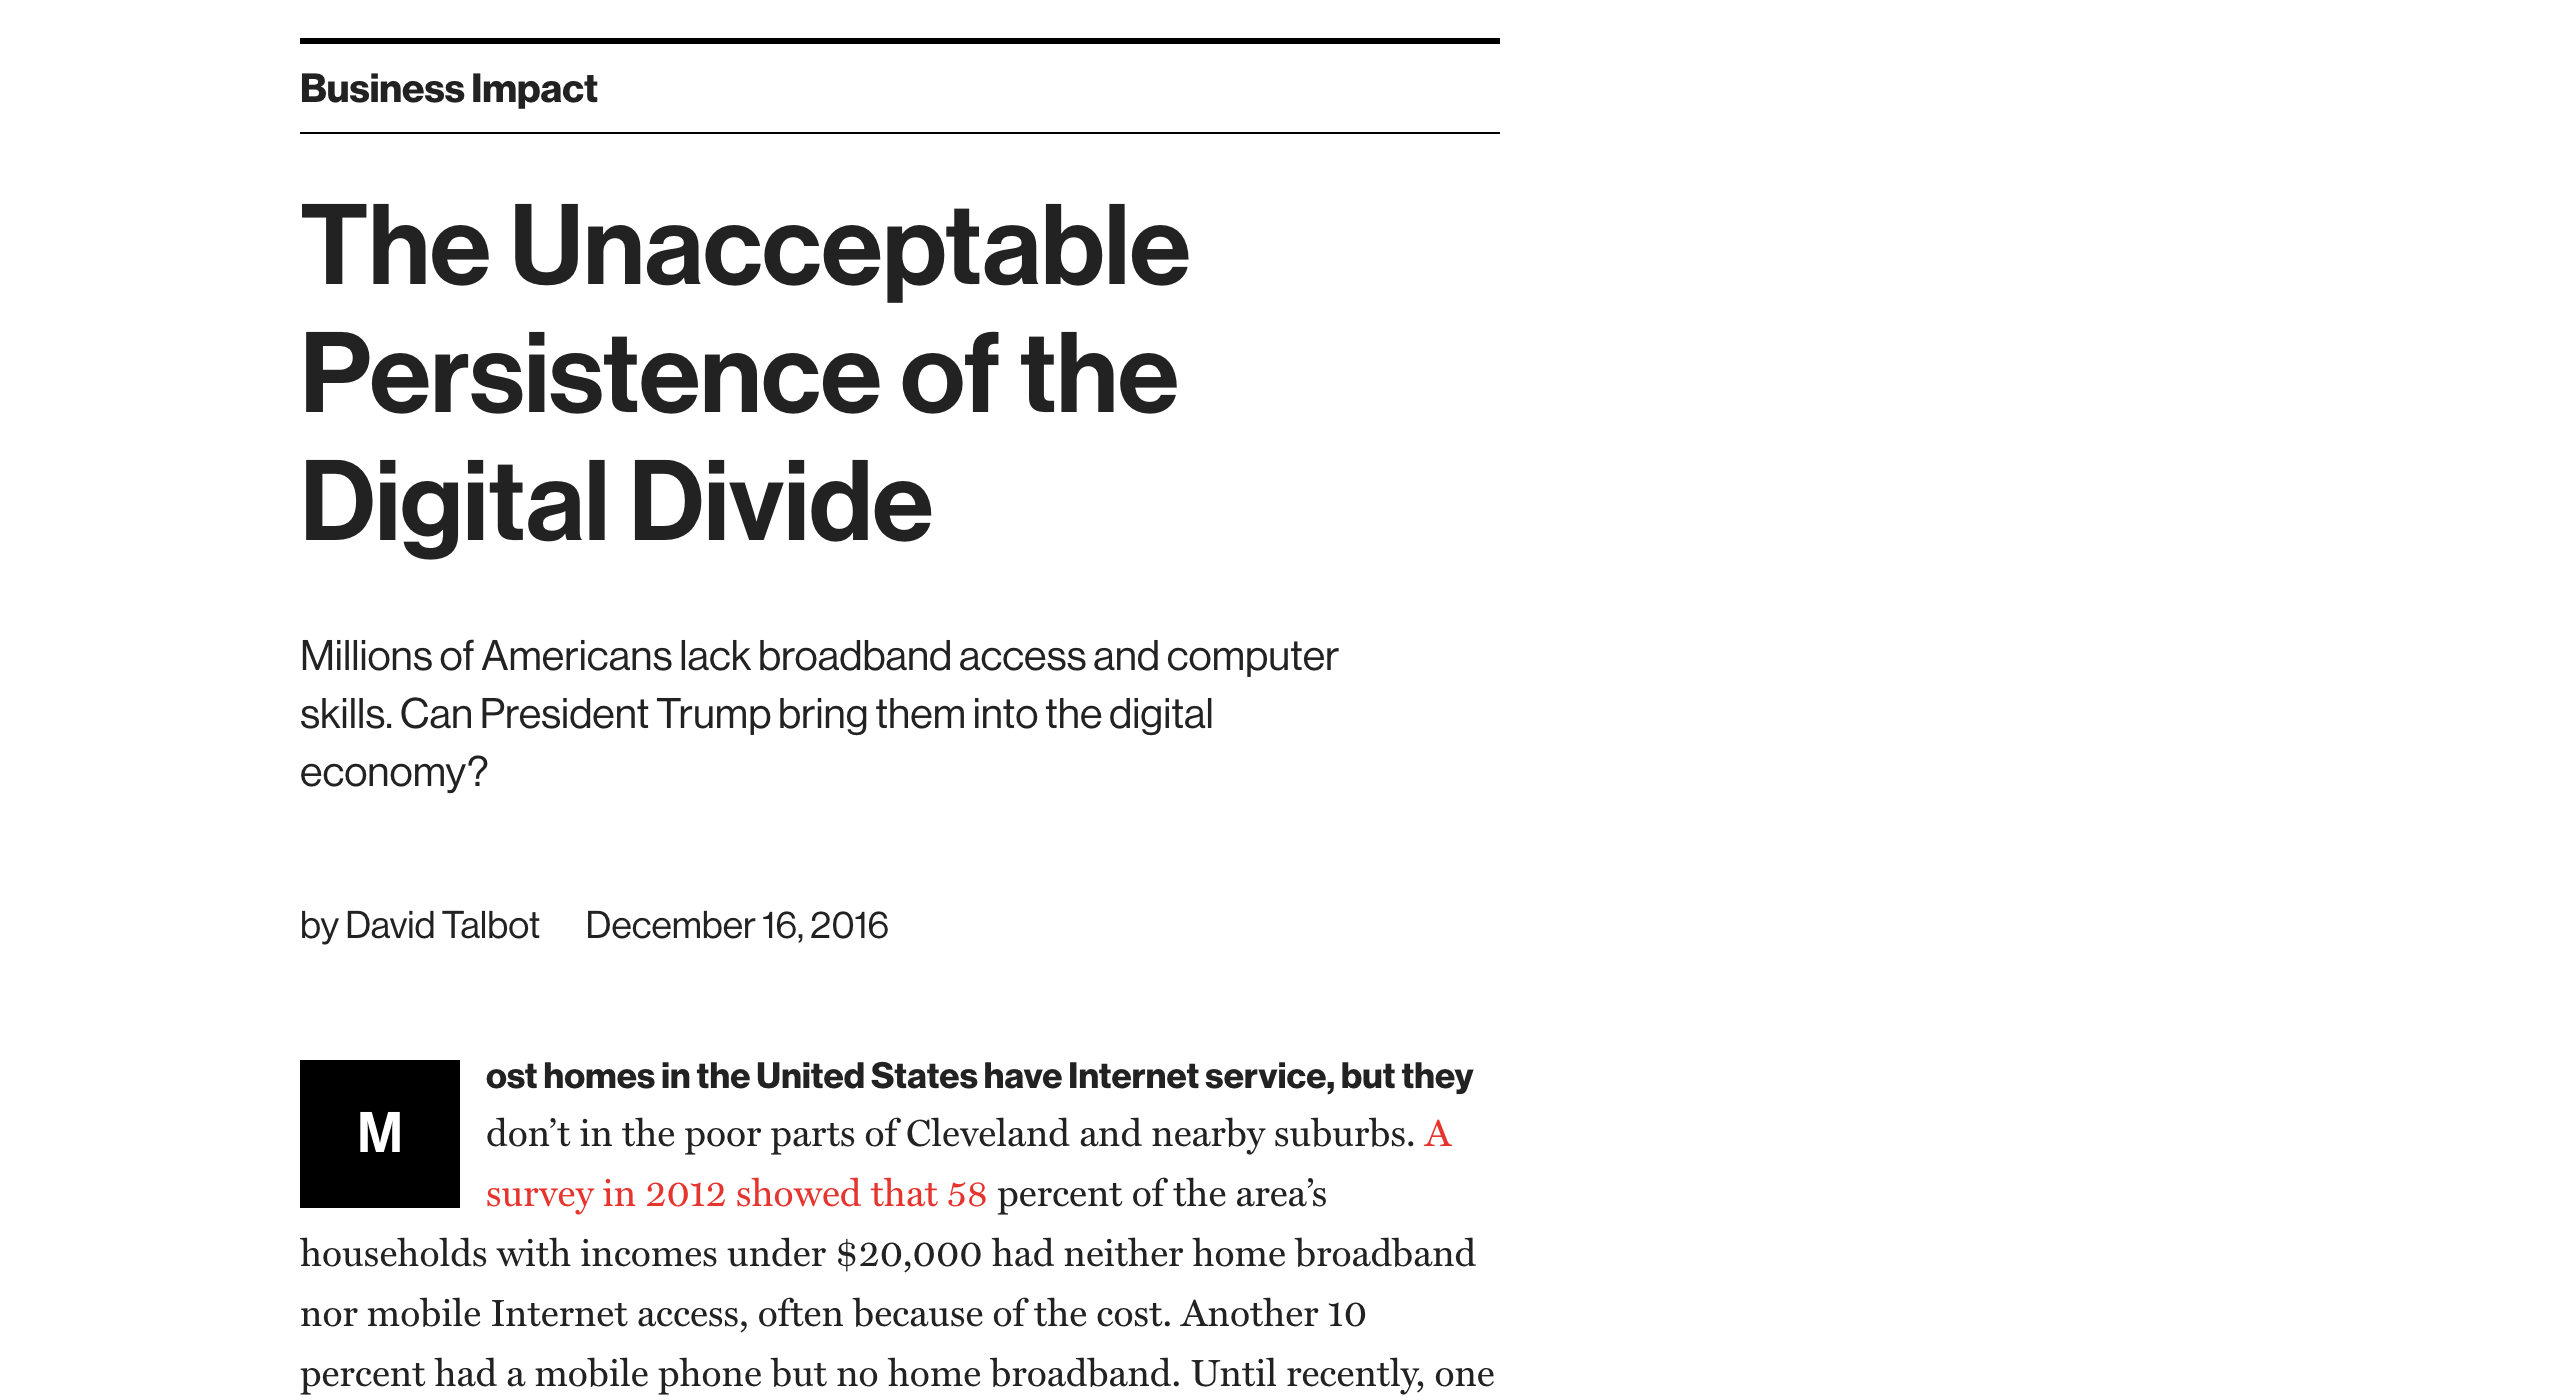 Business Impact
The Unacceptable
Persistence of the
Digital Divide
Millions of Americans lack broadband access and computer
skills. Can President Trump bring them into the digital
economy?
by David Talbot December 16, 2016
Most homes in the United States have Internet service, but they
don’t in the poor parts of Cleveland and nearby suburbs. A
survey in 2012 showed that 58 percent of the area’s
households with incomes under $20,000 had neither home broadband
nor mobile Internet access, often because of the cost. Another 10
percent had a mobile phone but no home broadband. Until recently, one